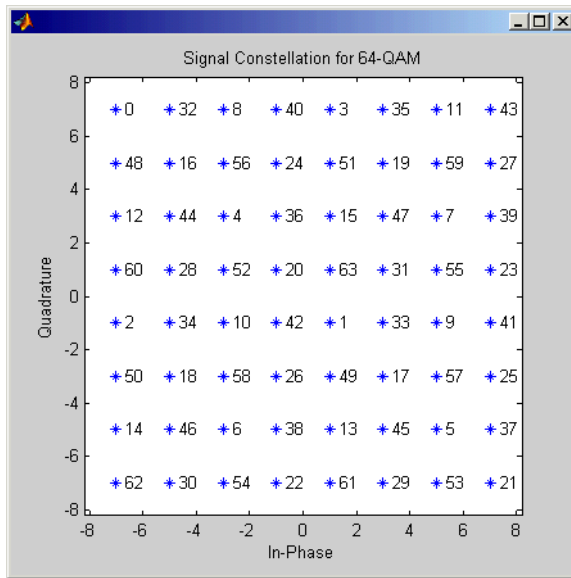 Signal Constellation for 64-QAM
8
0 32 8 40 3 35 11 43
6
48 16 56 24 51 19 59 27
4
12 44 4 36 15 47 7 39
2
60 28 52 20 63 31 55 23
0
Quadrature
2 34 10 42 1 33 9 41
-2
50 18 58 26 49 17 57 25
-4
14 46 6 38 13 45 5 37
-6
62 30 54 22 61 29 53 21
-8
-8 -6 -4 -2 0 2 4 6 8
In-Phase